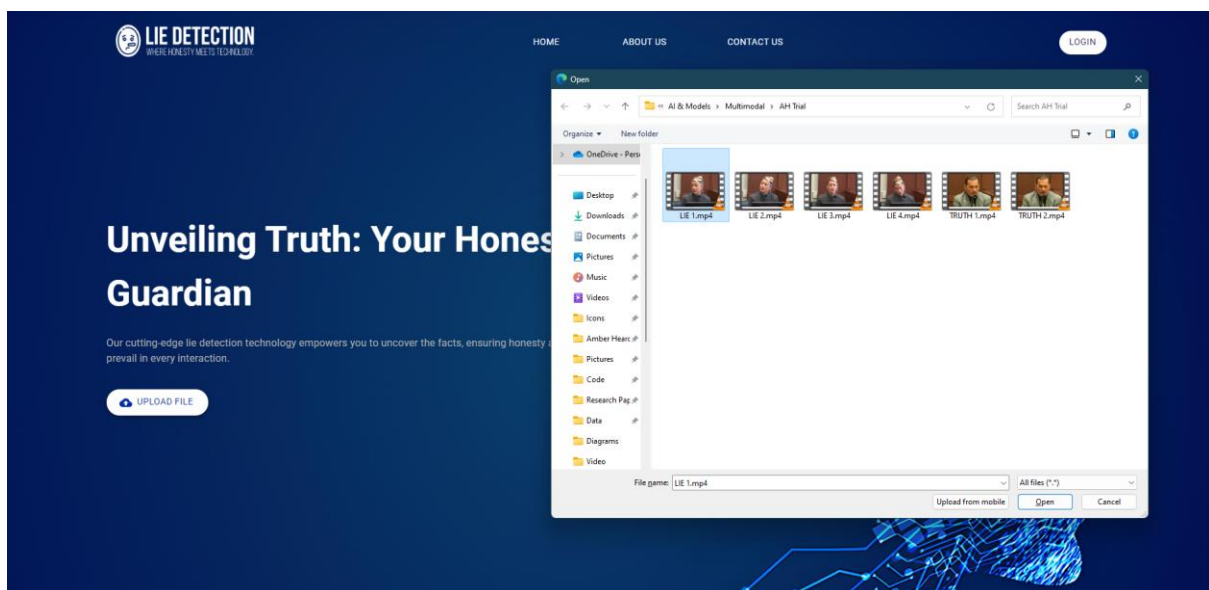 LIE DETECTION
WHERE HONESTY MEETS TECHNOLOGY.
HOME
ABOUT US
CONTACT US
LOGIN
Unveiling Truth: Your Hones
Guardian
Our cutting-edge lie detection technology empowers you to uncover the facts, ensuring honesty
prevail in every interaction.
UPLOAD FILE
Open
AI & Models › Multimodal › AH Trial
Search AH Trial
Organize
New folder
OneDrive - Pers
Desktop
Downloads
Documents
Pictures
Music
Videos
Icons
Amber Hearc
Pictures
Code
Research Pap
Data
Diagrams
Video
LIE 1.mp4
LIE 2.mp4
LIE 3.mp4
LIE 4.mp4
TRUTH 1.mp4
TRUTH 2.mp4
File name:
LIE 1.mp4
All files (*.*)
Upload from mobile
Open
Cancel